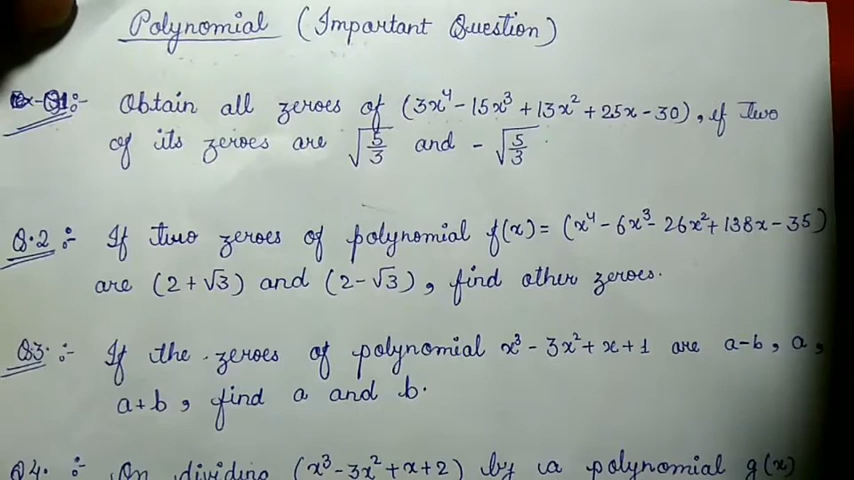 Polynomial (Impartant Question)
Q1:- Obtain all zeroes of (3x⁴ - 15x³ + 13x² + 25x - 30), if two
of its zeroes are √5/3 and - √5/3 .
Q.2:- If two zeroes of polynomial f(x) = (x⁴ - 6x³ - 26x² + 138x - 35)
are (2 + √3) and (2 - √3), find other zeroes.
Q3.:- If the zeroes of polynomial x³ - 3x² + x + 1 are a-b, a,
a+b, find a and b.
Q4.:- On dividing (x³ - 3x² + x + 2) by a polynomial g(x)